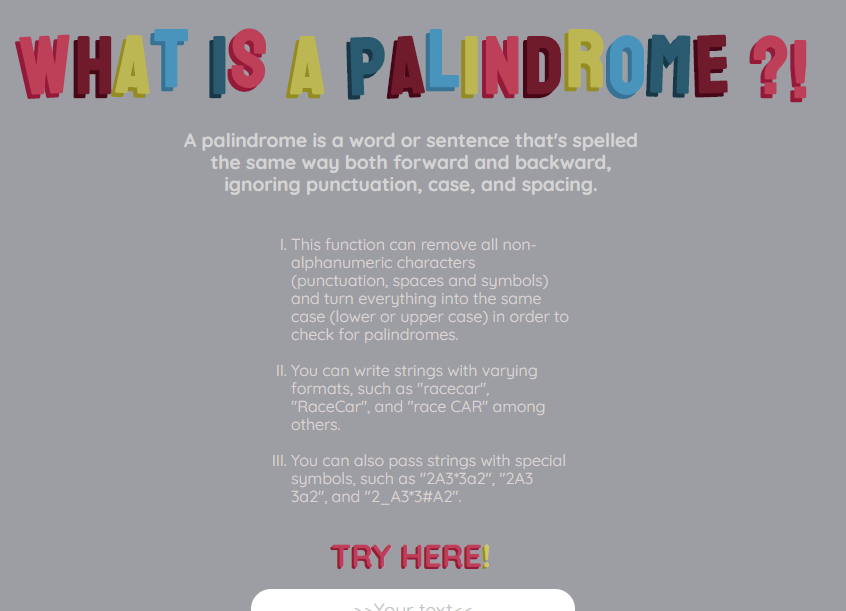 WHAT IS A PALINDROME ?!
A palindrome is a word or sentence that's spelled
the same way both forward and backward,
ignoring punctuation, case, and spacing.
I. This function can remove all non-
alphanumeric characters
(punctuation, spaces and symbols)
and turn everything into the same
case (lower or upper case) in order to
check for palindromes.
II. You can write strings with varying
formats, such as "racecar",
"RaceCar", and "race CAR" among
others.
III. You can also pass strings with special
symbols, such as "2A3*3a2", "2A3
3a2", and "2_A3*3#A2".
TRY HERE!
>>Your text<<